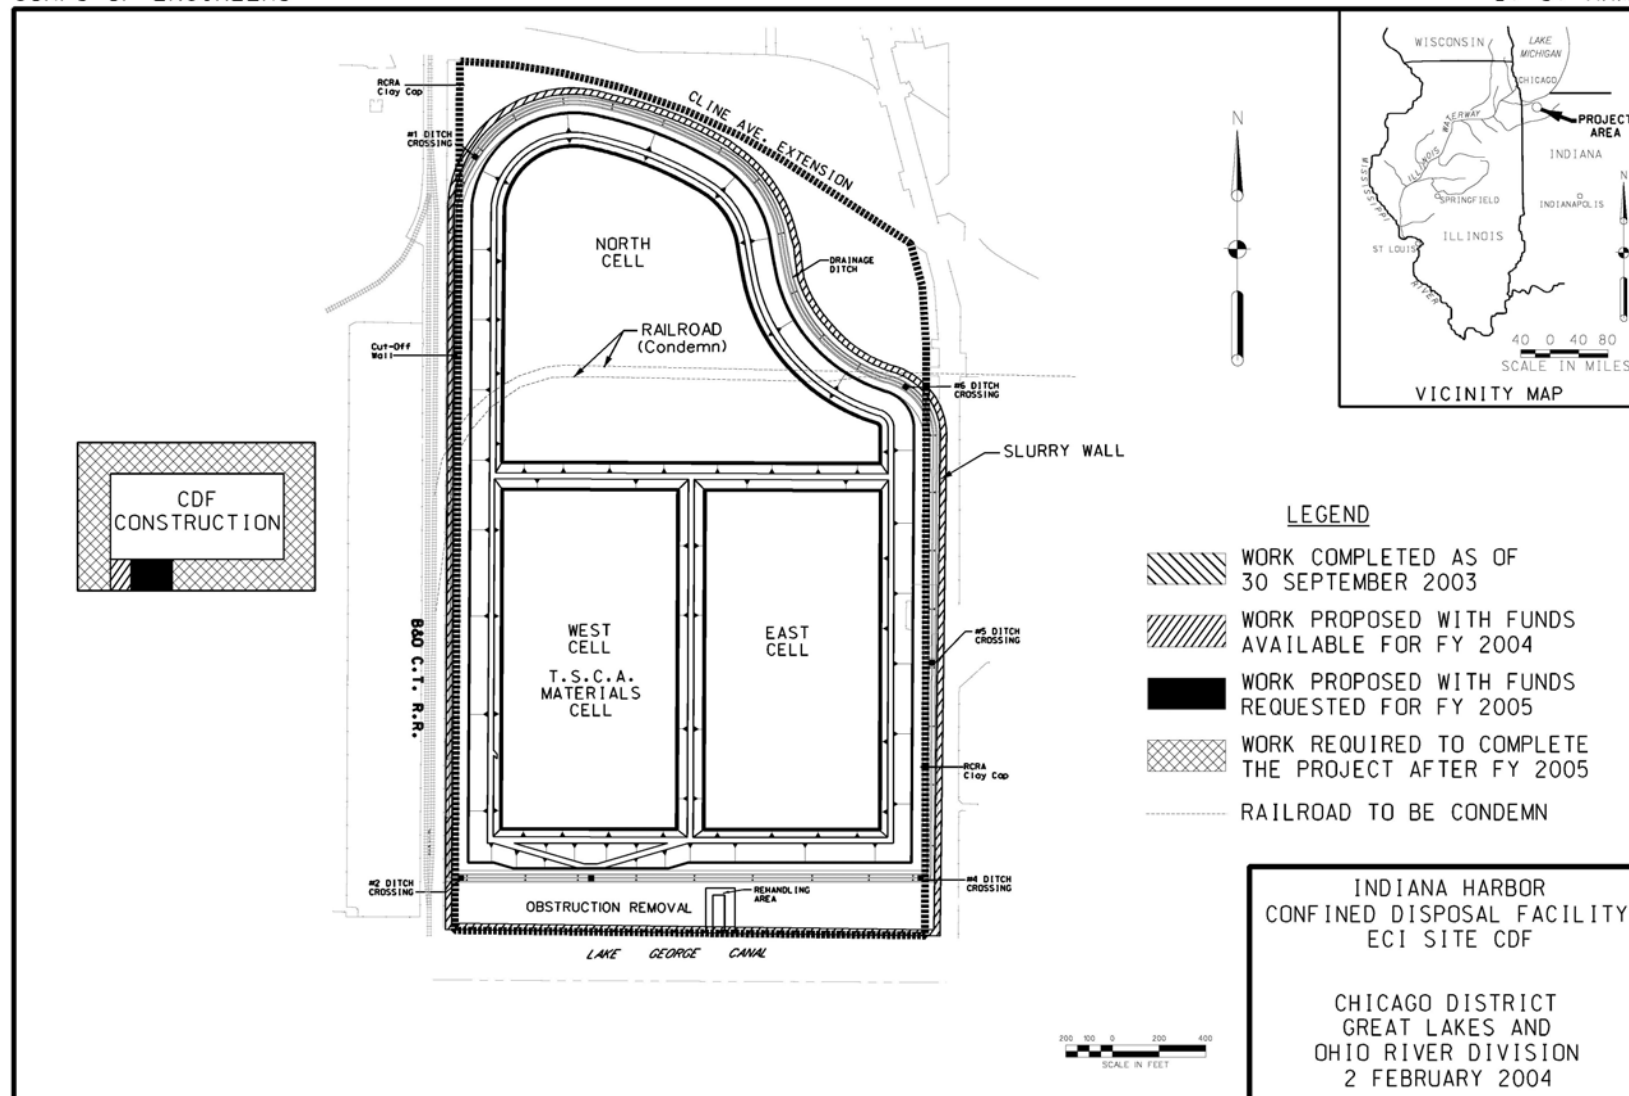 RCRA
Clay Cap
#1 DITCH
CROSSING
CLINE AVE. EXTENSION
NORTH
CELL
DRAINAGE
DITCH
RAILROAD
(Condemn)
Cut-Off
Wall
#6 DITCH
CROSSING
SLURRY WALL
CDF
CONSTRUCTION
B&O C.T. R.R.
WEST
CELL
T.S.C.A.
MATERIALS
CELL
EAST
CELL
#5 DITCH
CROSSING
RCRA
Clay Cap
#2 DITCH
CROSSING
#4 DITCH
CROSSING
REHANDLING
AREA
OBSTRUCTION REMOVAL
LAKE GEORGE CANAL
200 100 0 200 400
SCALE IN FEET
N
WISCONSIN
LAKE
MICHIGAN
CHICAGO
PROJECT
AREA
INDIANA
ILLINOIS WATERWAY
MISSISSIPPI
RIVER
SPRINGFIELD
INDIANAPOLIS
ILLINOIS
ST LOUIS
N
40 0 40 80
SCALE IN MILES
VICINITY MAP
LEGEND
WORK COMPLETED AS OF
30 SEPTEMBER 2003
WORK PROPOSED WITH FUNDS
AVAILABLE FOR FY 2004
WORK PROPOSED WITH FUNDS
REQUESTED FOR FY 2005
WORK REQUIRED TO COMPLETE
THE PROJECT AFTER FY 2005
RAILROAD TO BE CONDEMN
INDIANA HARBOR
CONFINED DISPOSAL FACILITY
ECI SITE CDF
CHICAGO DISTRICT
GREAT LAKES AND
OHIO RIVER DIVISION
2 FEBRUARY 2004